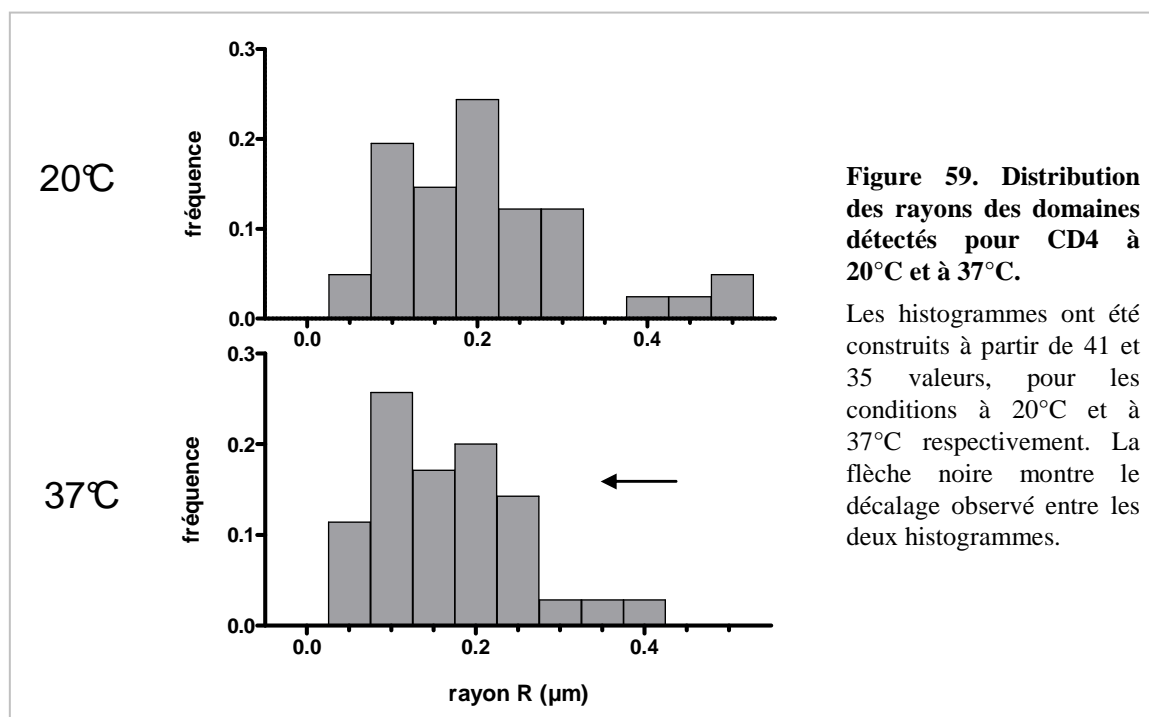 20°C
fréquence
0.3
0.2
0.1
0.0
0.0 0.2 0.4
37°C
fréquence
0.3
0.2
0.1
0.0
0.0 0.2 0.4
rayon R (µm)
Figure 59. Distribution
des rayons des domaines
détectés pour CD4 à
20°C et à 37°C.
Les histogrammes ont été
construits à partir de 41 et
35 valeurs, pour les
conditions à 20°C et à
37°C respectivement. La
flèche noire montre le
décalage observé entre les
deux histogrammes.